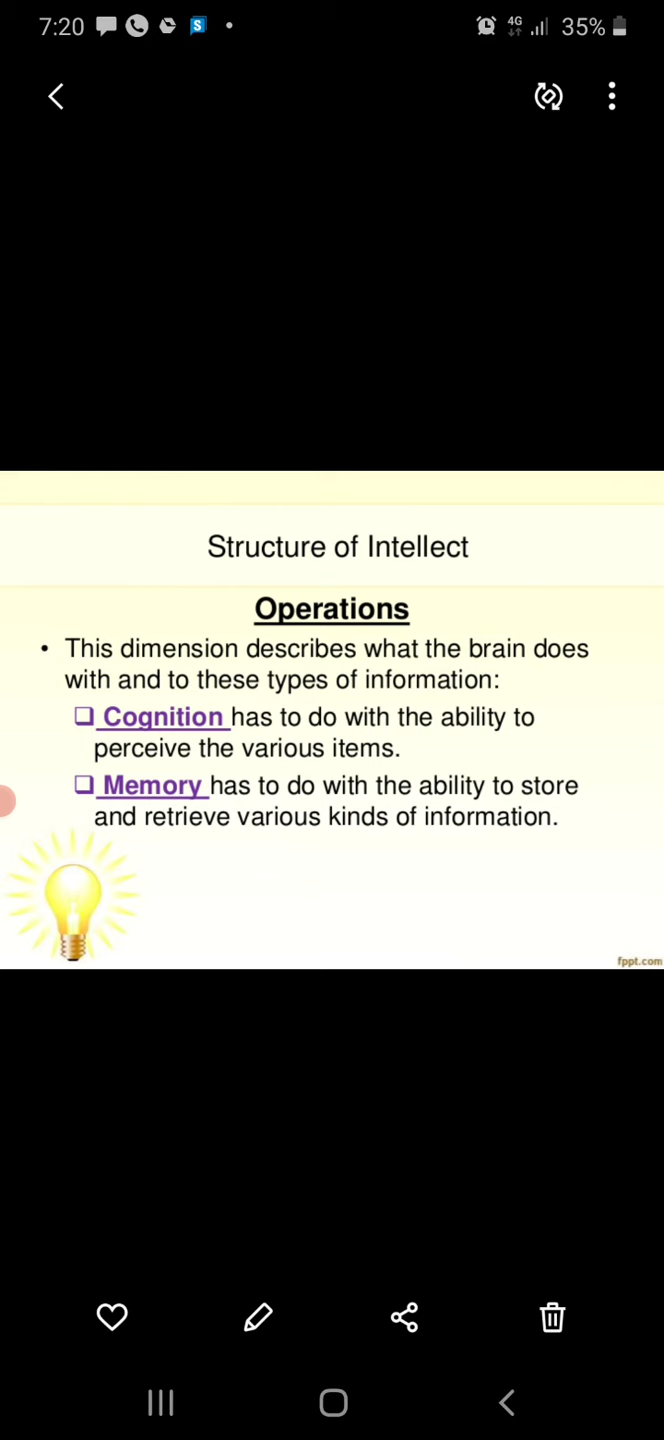 7:20
S
4G
35%
Structure of Intellect
Operations
• This dimension describes what the brain does
with and to these types of information:
❑ Cognition has to do with the ability to
perceive the various items.
❑ Memory has to do with the ability to store
and retrieve various kinds of information.
fppt.com